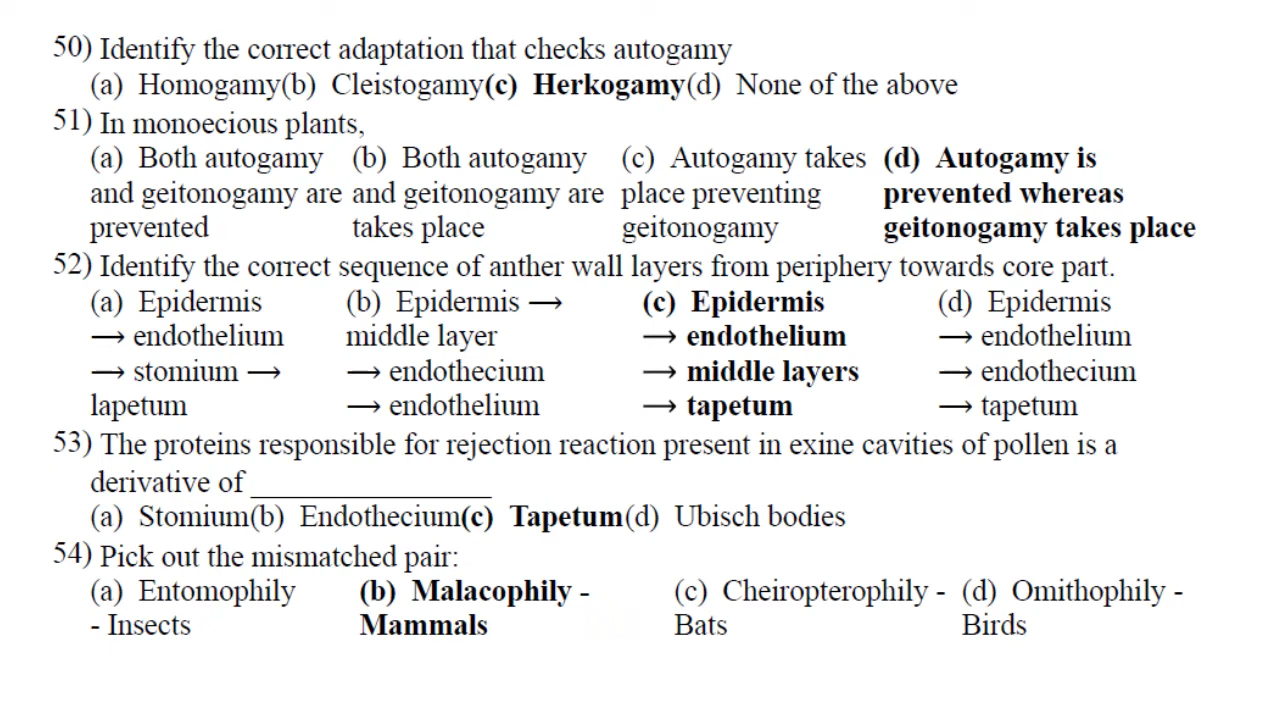 50) Identify the correct adaptation that checks autogamy
(a) Homogamy(b) Cleistogamy(c) Herkogamy(d) None of the above
51) In monoecious plants,
(a) Both autogamy (b) Both autogamy (c) Autogamy takes (d) Autogamy is
and geitonogamy are and geitonogamy are place preventing prevented whereas
prevented takes place geitonogamy geitonogamy takes place
52) Identify the correct sequence of anther wall layers from periphery towards core part.
(a) Epidermis (b) Epidermis → (c) Epidermis (d) Epidermis
→ endothelium middle layer → endothelium → endothelium
→ stomium → → endothecium → middle layers → endothecium
lapetum → endothelium → tapetum → tapetum
53) The proteins responsible for rejection reaction present in exine cavities of pollen is a
derivative of _______________
(a) Stomium(b) Endothecium(c) Tapetum(d) Ubisch bodies
54) Pick out the mismatched pair:
(a) Entomophily (b) Malacophily - (c) Cheiropterophily - (d) Omithophily -
- Insects Mammals Bats Birds